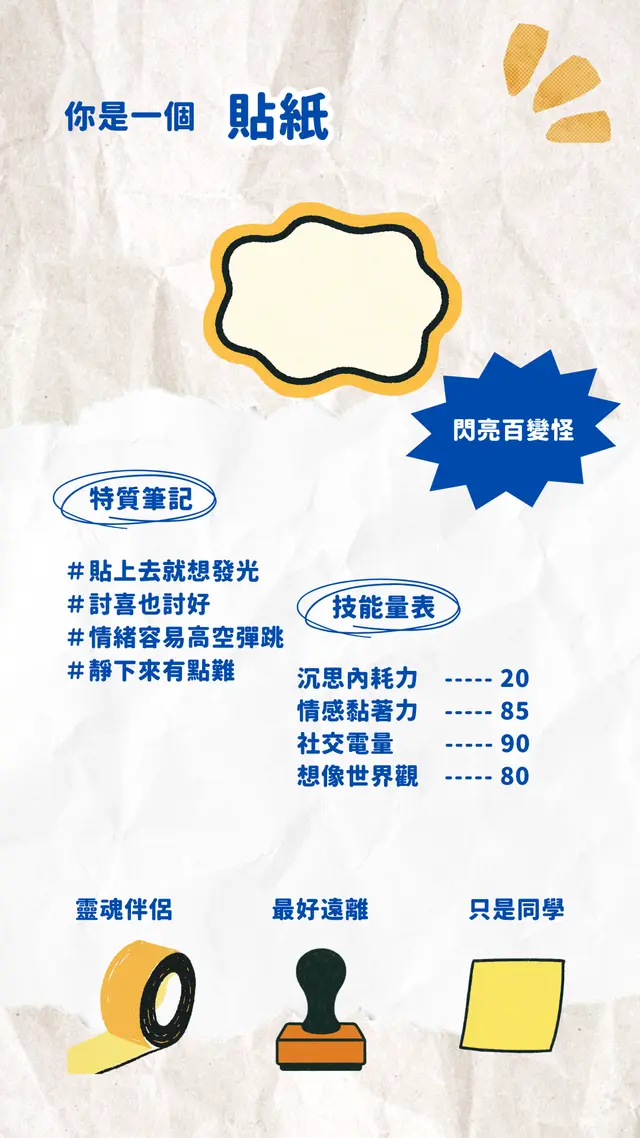 你是一個 貼紙
閃亮百變怪
特質筆記
#貼上去就想發光
#討喜也討好
#情緒容易高空彈跳
#靜下來有點難
技能量表
沉思內耗力 ----- 20
情感黏著力 ----- 85
社交電量 ----- 90
想像世界觀 ----- 80
靈魂伴侶 最好遠離 只是同學